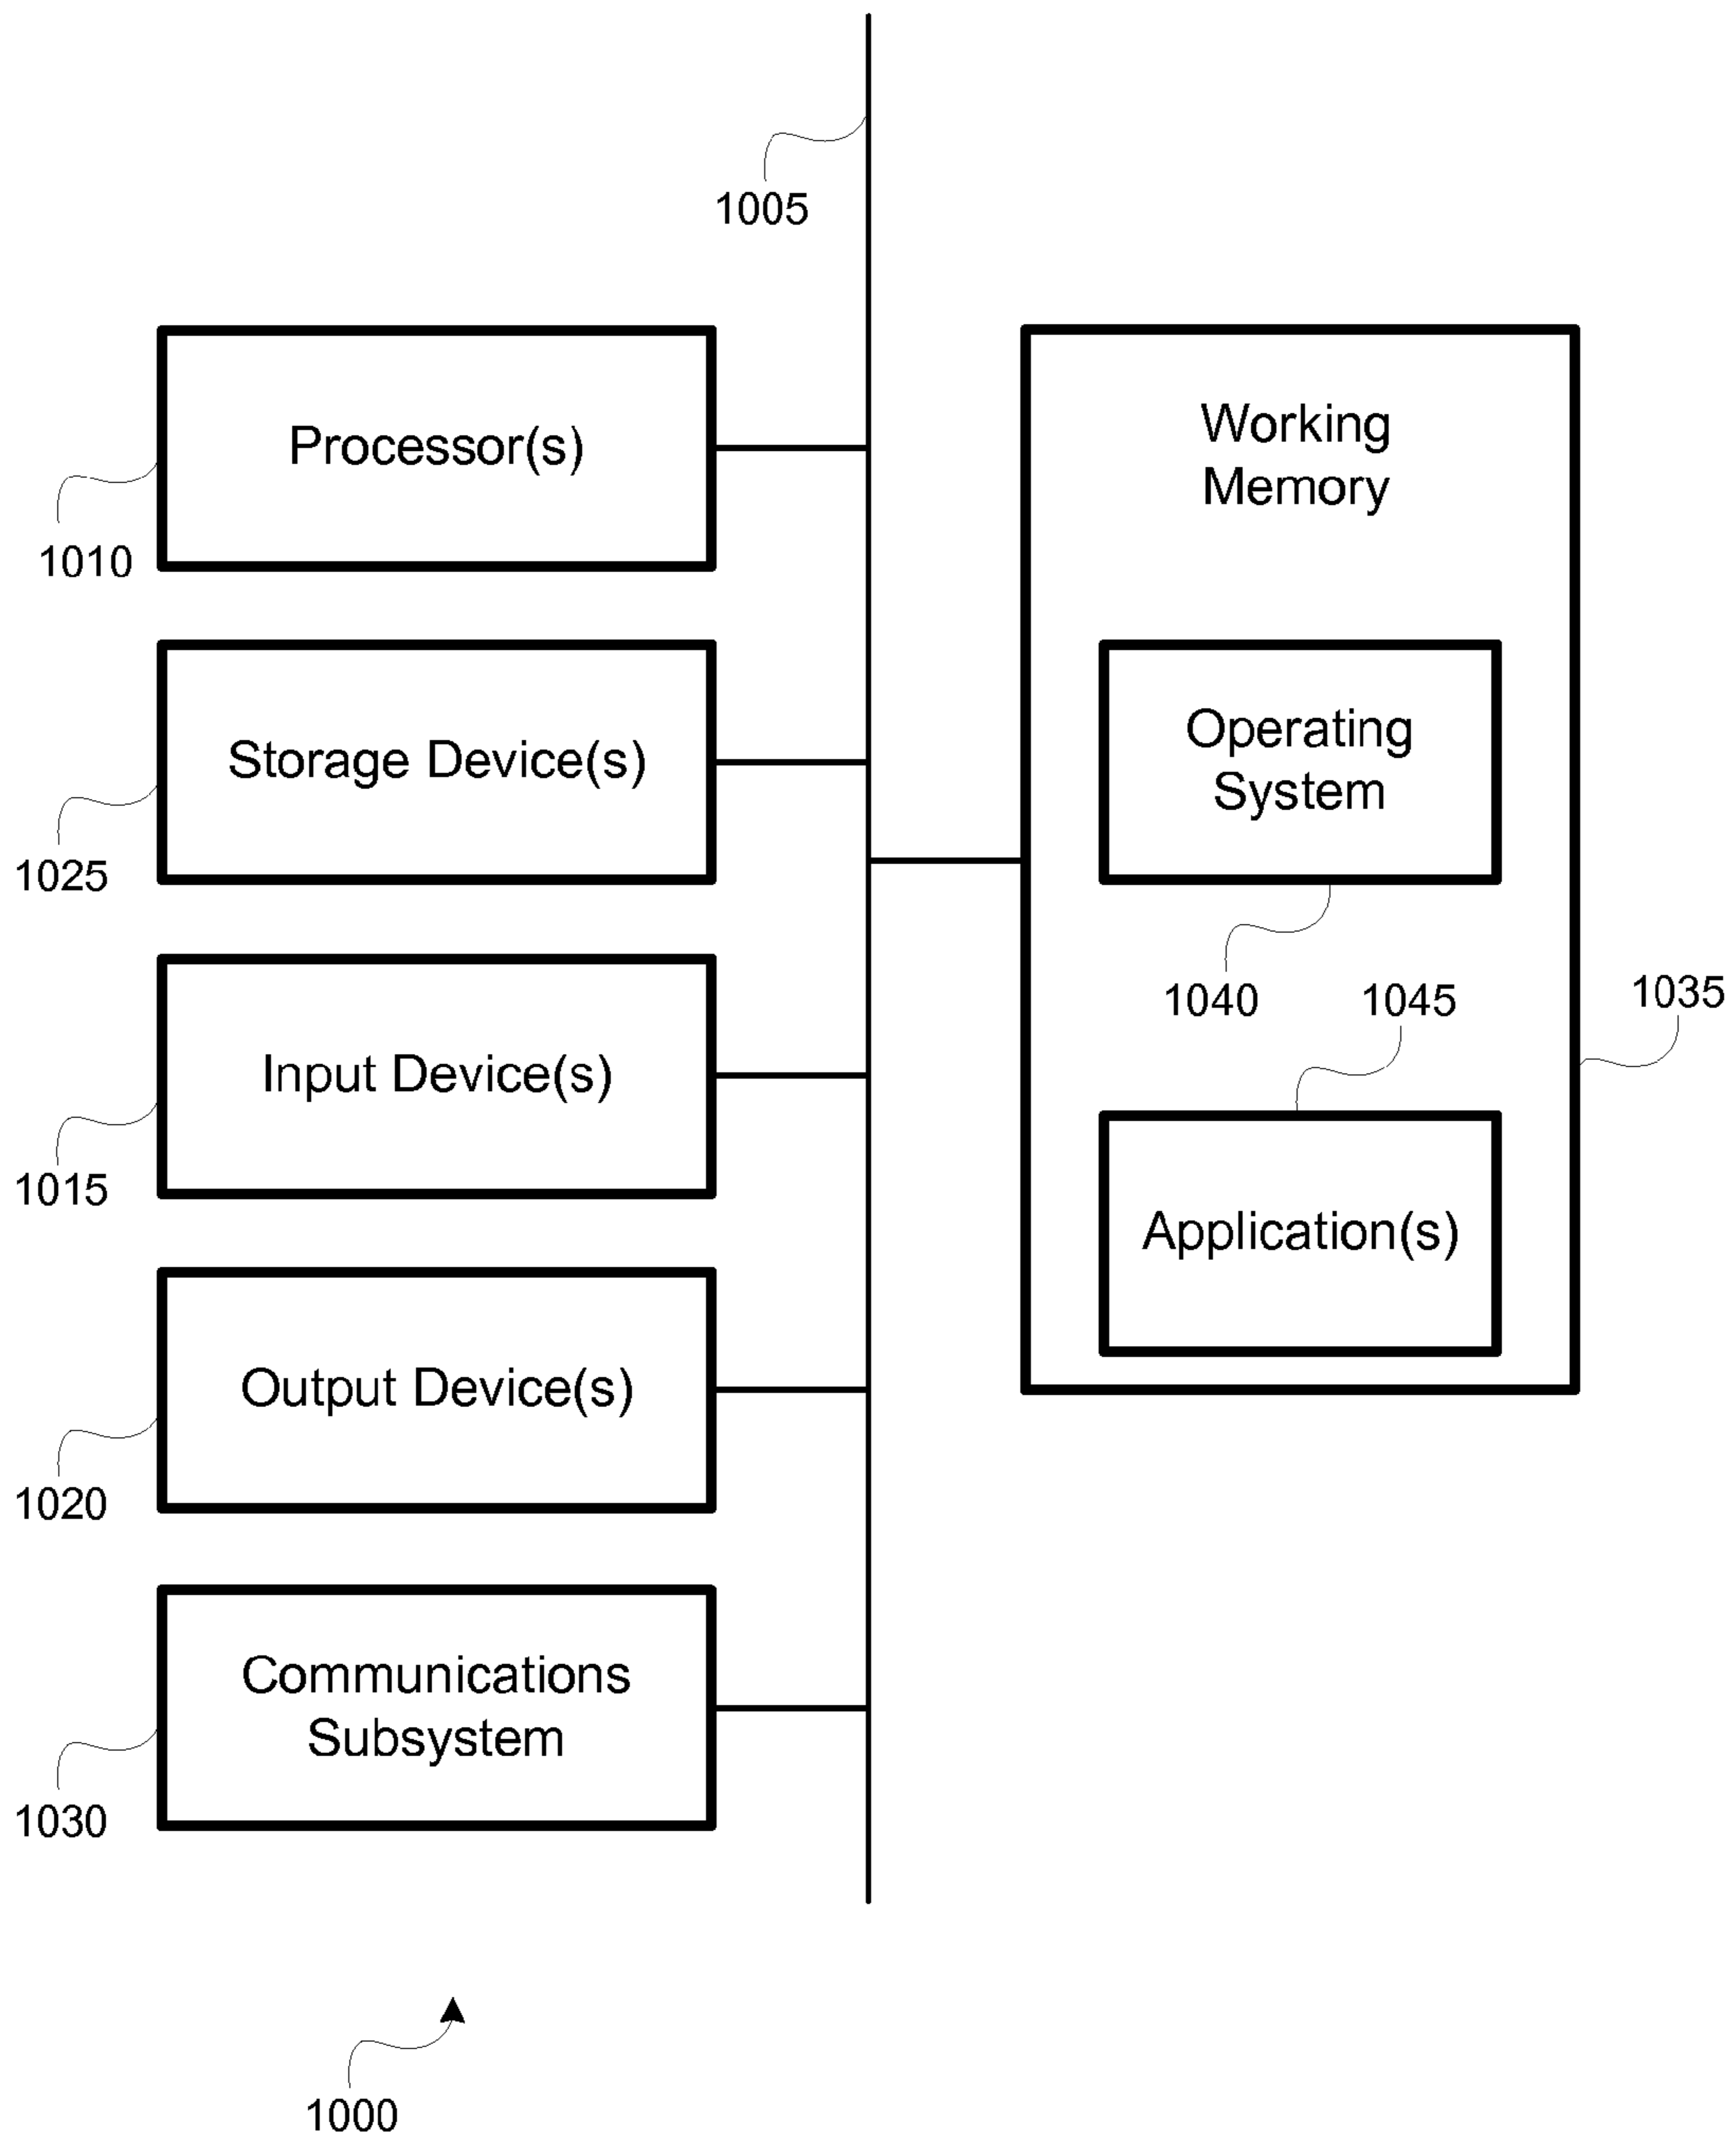 1005
Processor(s)
1010
Storage Device(s)
1025
Input Device(s)
1015
Output Device(s)
1020
Communications
Subsystem
1030
Working
Memory
Operating
System
1040
1045
1035
Application(s)
1000